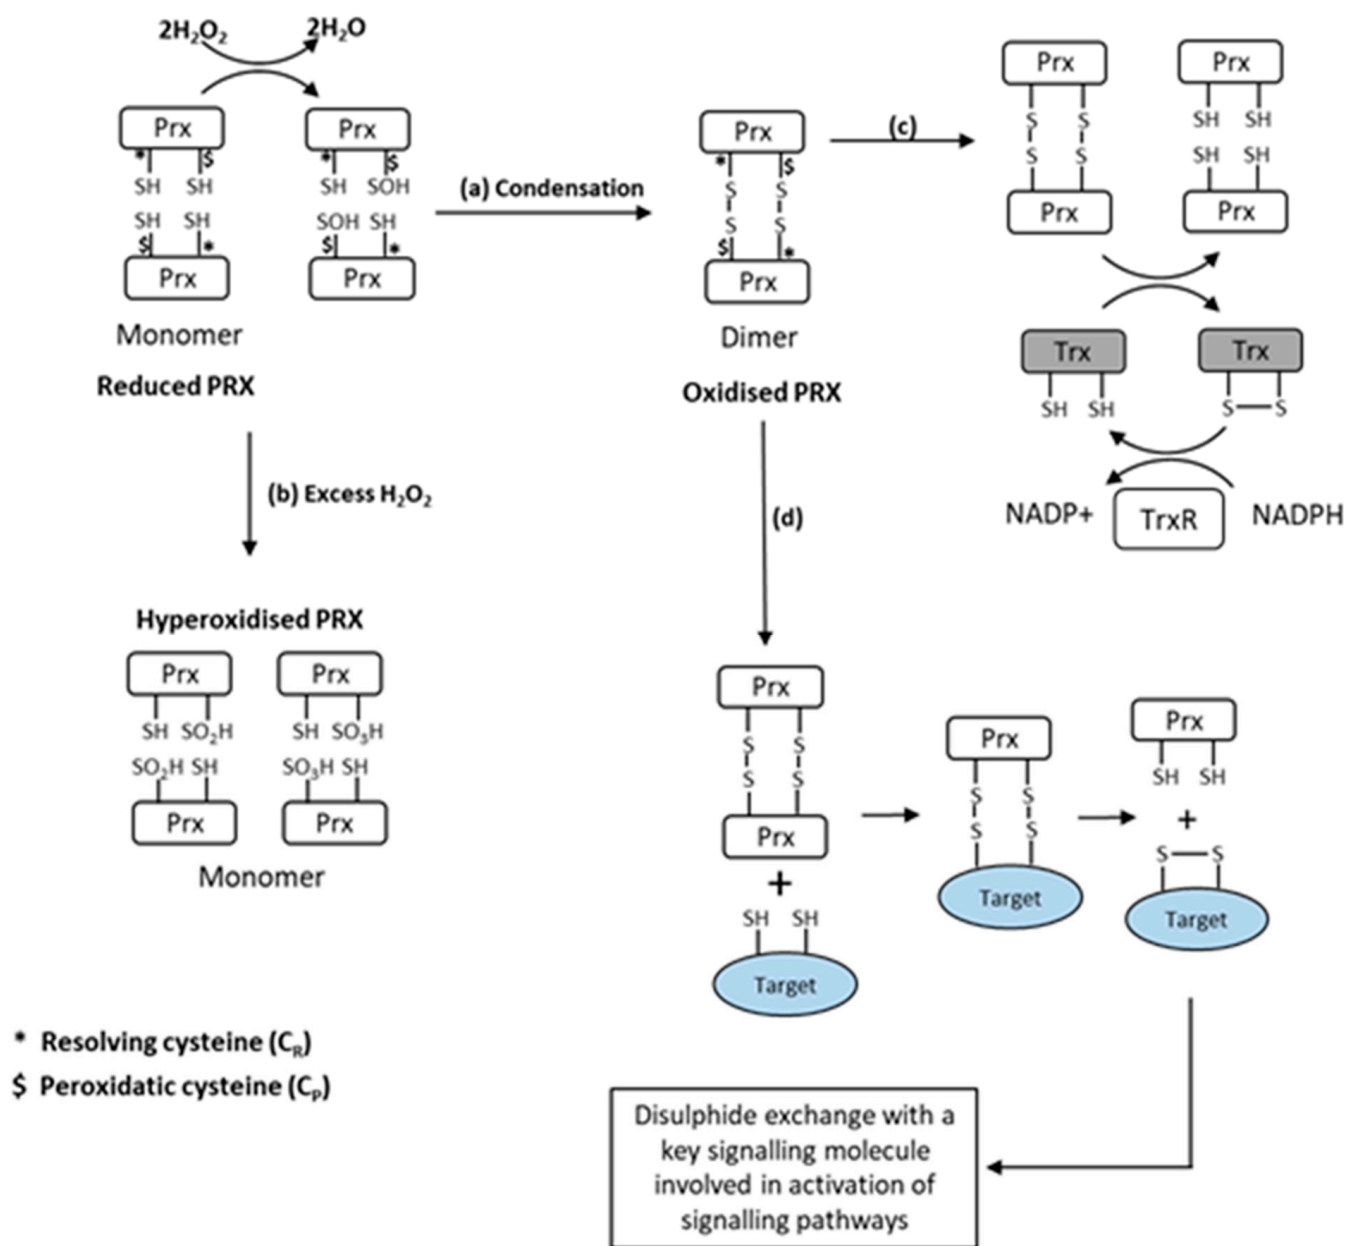 2H₂O₂ 2H₂O
Prx Prx
* $ * $
SH SH SH SOH
SH SH SOH SH
$ * $ *
Prx Prx
Monomer
Reduced PRX
(a) Condensation
Prx
* $
S S
S S
$ *
Prx
Dimer
Oxidised PRX
(c)
Prx Prx
S S SH SH
S S SH SH
Prx Prx
Trx Trx
SH SH S S
NADP+ TrxR NADPH
(b) Excess H₂O₂
Hyperoxidised PRX
Prx Prx
SH SO₂H SH SO₃H
SO₂H SH SO₃H SH
Prx Prx
Monomer
(d)
Prx
S S
S S
Prx
+
SH SH
Target
Prx
S S
S S
Target
Prx
SH SH
+
S S
Target
* Resolving cysteine (C_R)
$ Peroxidatic cysteine (C_P)
Disulphide exchange with a
key signalling molecule
involved in activation of
signalling pathways